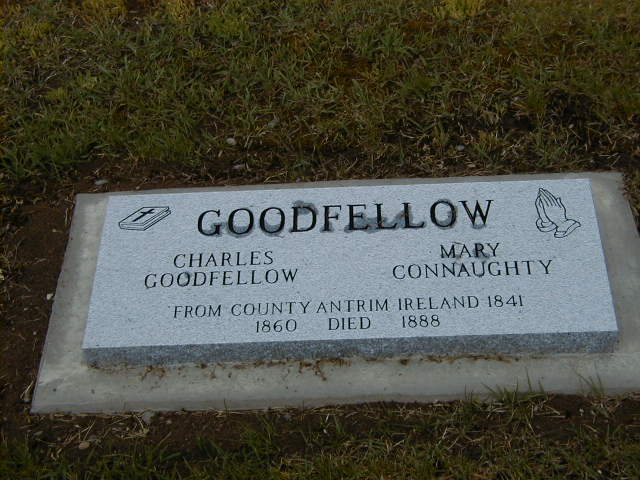 GOODFELLOW
CHARLES GOODFELLOW
MARY CONNAUGHTY
FROM COUNTY ANTRIM IRELAND 1841
1860 DIED 1888